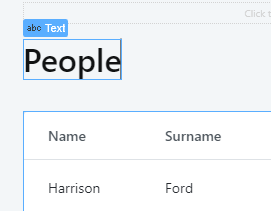 Click t
abc Text
People
Name Surname
Harrison Ford